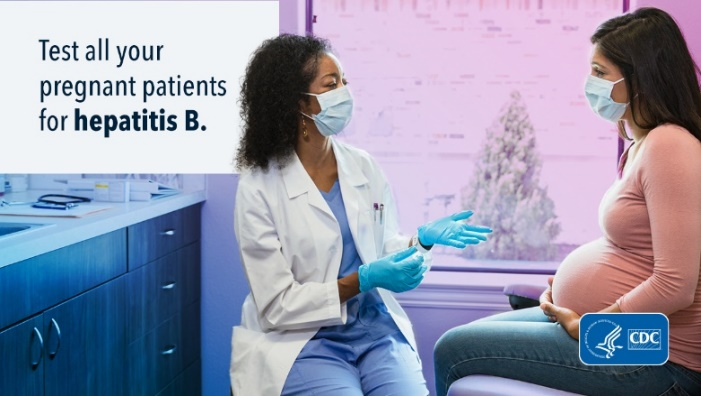 Test all your
pregnant patients
for hepatitis B.
CDC